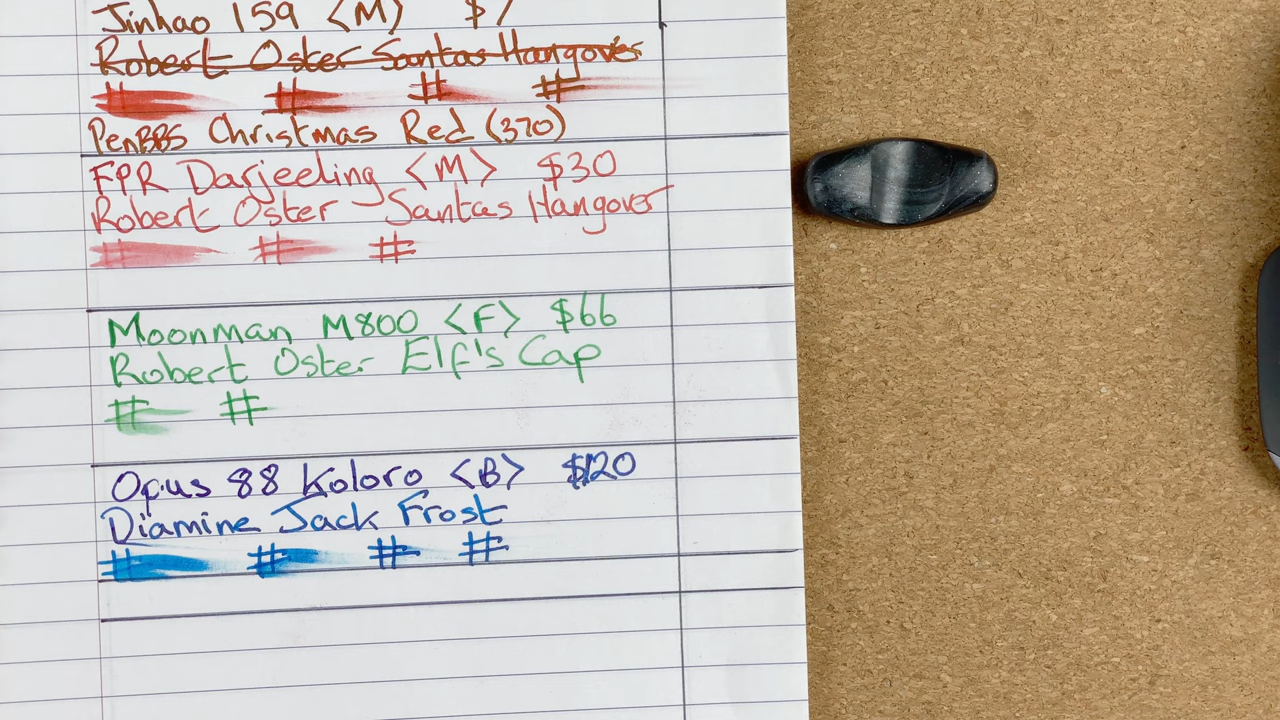 Jinhao 159 <M> $7
Robert Oster Santas Hangover
# # # #
PenBBS Christmas Red (370)
FPR Darjeeling <M> $30
Robert Oster Santas Hangover
# # #
Moonman M800 <F> $66
Robert Oster Elf's Cap
# #
Opus 88 Koloro <B> $120
Diamine Jack Frost
# # # #